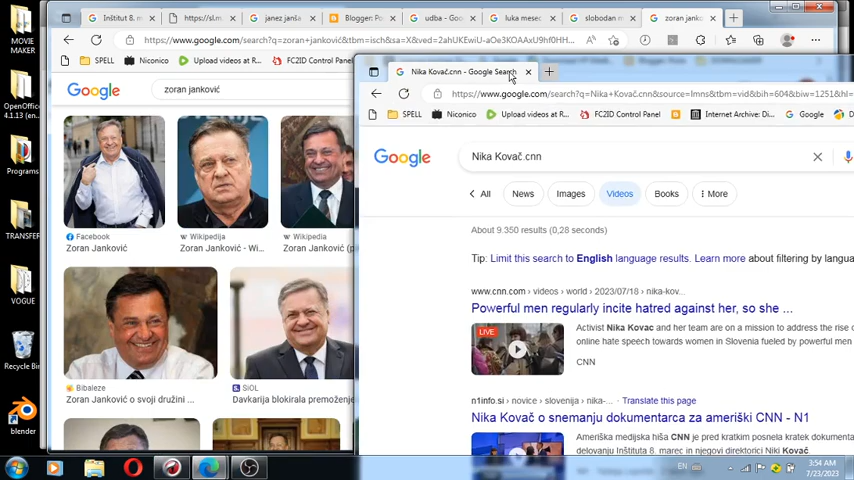 MOVIE
MAKER
OpenOffice
4.1.13 (en...
Programs
TRANSFER
VOGUE
Recycle Bin
blender
Inštitut 8. m
https://sl.m
janez janša
Blogger: Po
udba - Goo
luka mesec
slobodan m
zoran janko
https://www.google.com/search?q=zoran+janković&tbm=isch&sa=X&ved=2ahUKEwiU-aOe3KOAAxU9hf0HH...
SPELL
Niconico
Upload videos at R...
FC2ID Control Panel
Google
zoran janković
Facebook
Zoran Janković
Wikipedija
Zoran Janković - Wi...
Wikipedia
Zoran Janković (p
Bibaleze
Zoran Janković o svoji družini ...
SiOL
Davkarija blokirala premoženje
Nika Kovač.cnn - Google Search
https://www.google.com/search?q=Nika+Kovač.cnn&source=lmns&tbm=vid&bih=604&biw=1251&hl=
SPELL
Niconico
Upload videos at R...
FC2ID Control Panel
Internet - Dvier - în...
Google
Google
Nika Kovač.cnn
All
News
Images
Videos
Books
More
About 9.350 results (0,28 seconds)
Tip: Limit this search to English language results. Learn more about filtering by langua
www.cnn.com › videos › world › 2023/07/18 › nika-kov...
Powerful men regularly incite hatred against her, so she ...
LIVE
Activist Nika Kovac and her team are on a mission to address the rise o
online hate speech towards women in Slovenia fueled by powerful men
CNN
n1info.si › novice › slovenija › nika-... · Translate this page
Nika Kovač o snemanju dokumentarca za ameriški CNN - N1
Ameriška medijska hiša CNN je pred kratkim posnela kratek dokumenta
delovanju Inštituta 8. marec in njegovi direktorici Niki Kovač.
EN
3:54 AM
7/23/2023